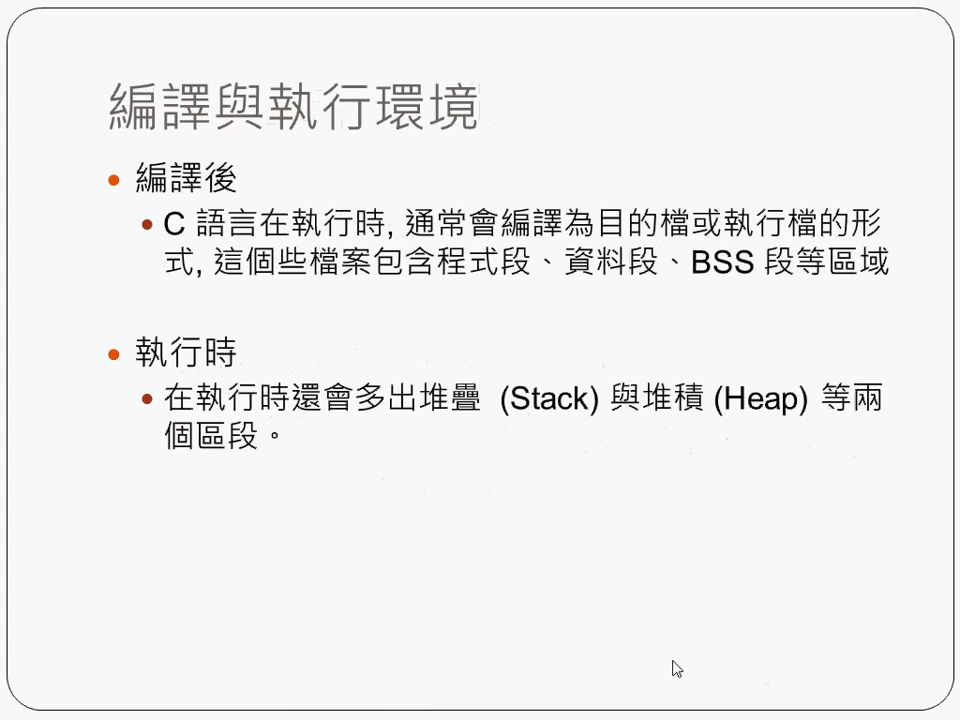 編譯與執行環境
編譯後
C 語言在執行時, 通常會編譯為目的檔或執行檔的形
式, 這個些檔案包含程式段、資料段、BSS 段等區域
執行時
在執行時還會多出堆疊 (Stack) 與堆積 (Heap) 等兩
個區段。